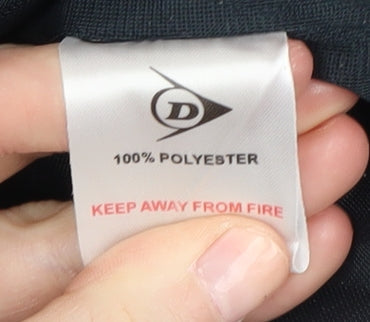 D
100% POLYESTER
KEEP AWAY FROM FIRE